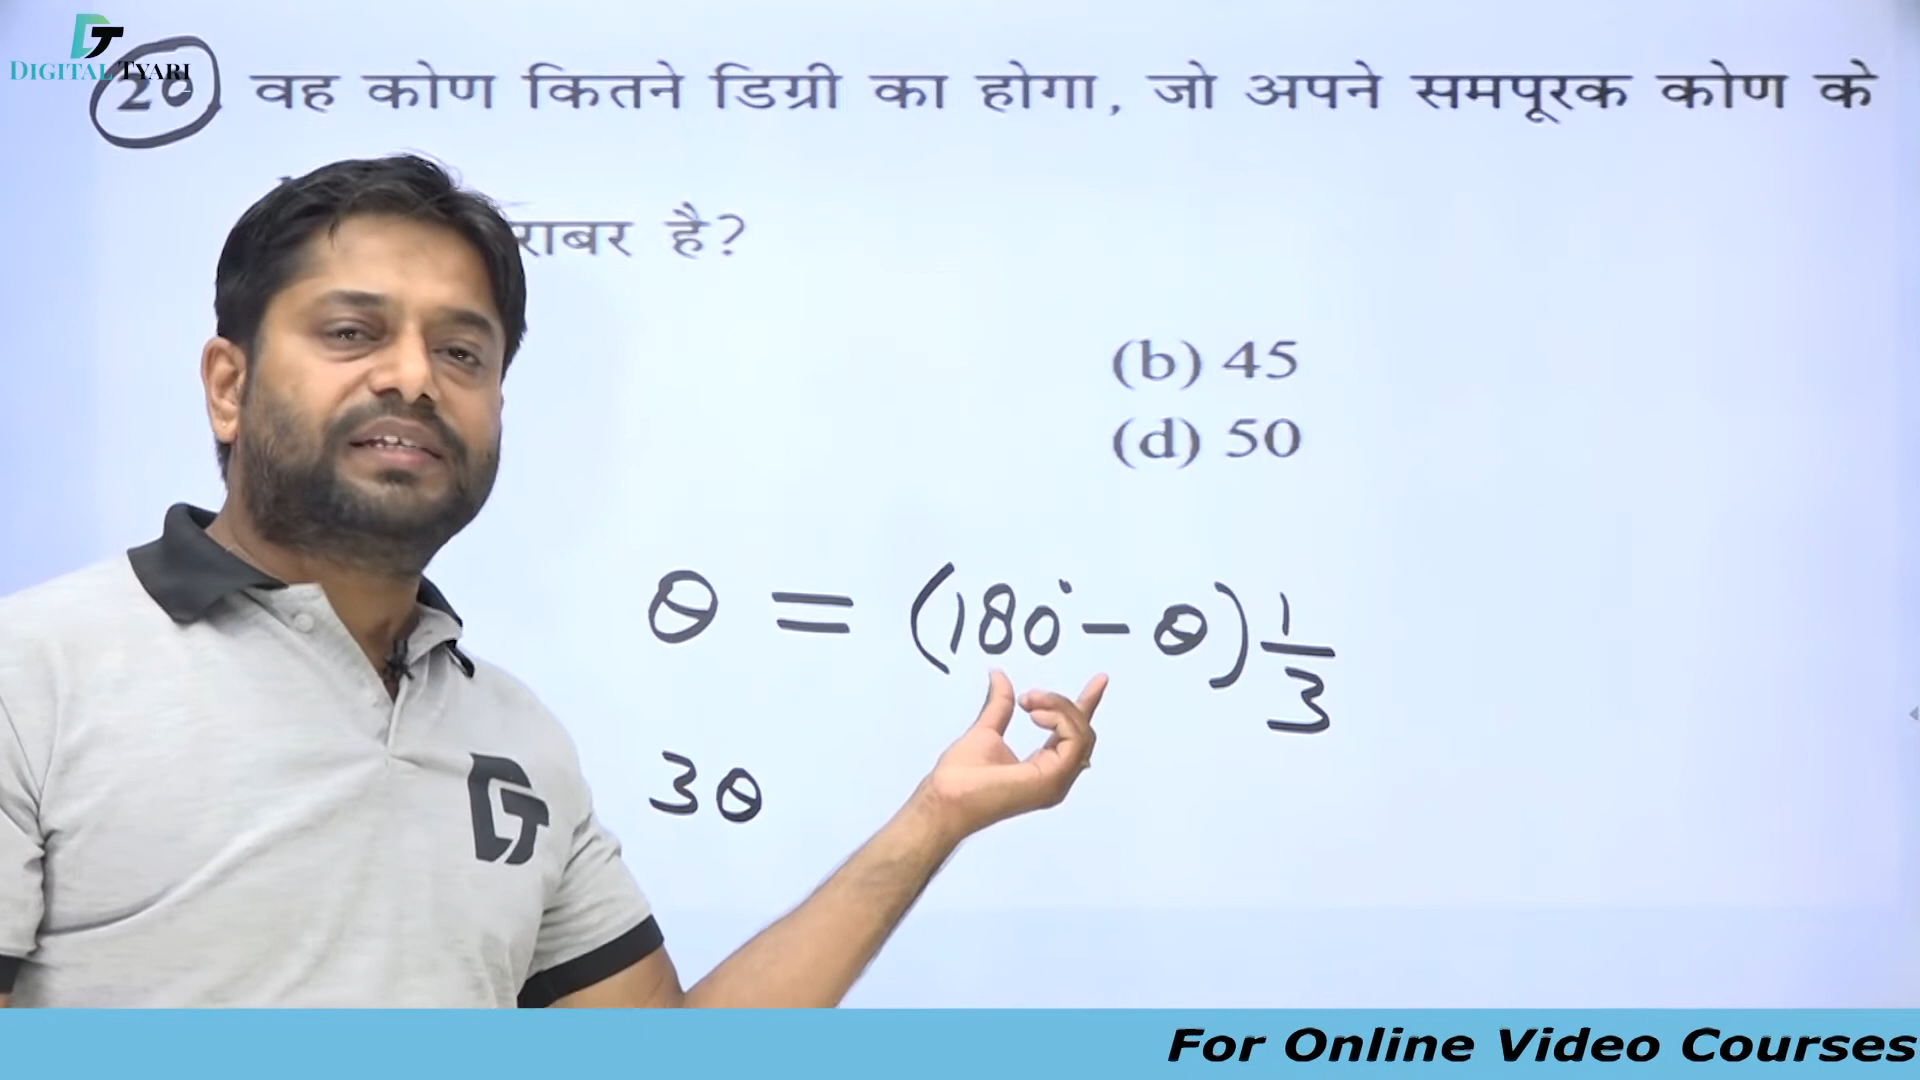 DIGITAL TYARI
20 वह कोण कितने डिग्री का होगा, जो अपने समपूरक कोण के
राबर है?
(b) 45
(d) 50
θ = (180° - θ) 1/3
3θ
DT
For Online Video Courses